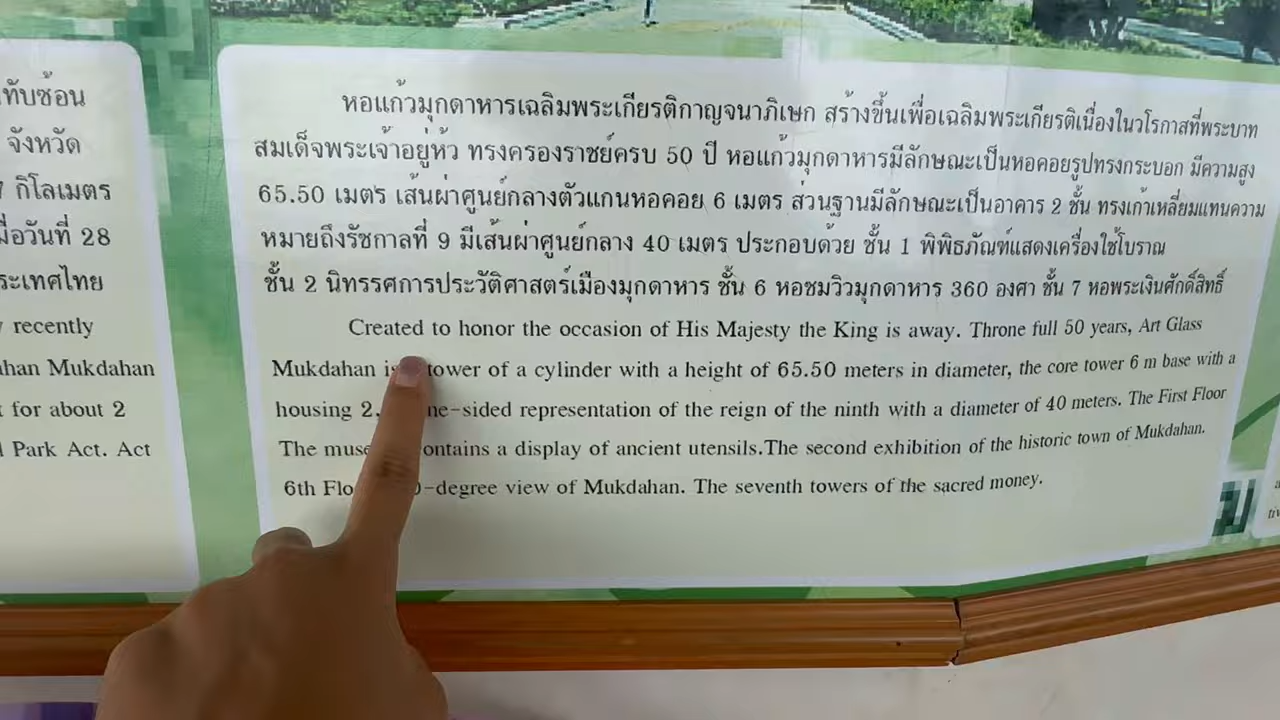 ทับซ้อน
จังหวัด
กิโลเมตร
วันที่ 28
ระเทศไทย
recently
Mukdahan
for about 2
Park Act. Act
หอแก้วมุกดาหารเฉลิมพระเกียรติกาญจนาภิเษก สร้างขึ้นเพื่อเฉลิมพระเกียรติเนื่องในวโรกาสที่พระบาท
สมเด็จพระเจ้าอยู่หัว ทรงครองราชย์ครบ 50 ปี หอแก้วมุกดาหารมีลักษณะเป็นหอคอยรูปทรงกระบอก มีความสูง
65.50 เมตร เส้นผ่าศูนย์กลางตัวแกนหอคอย 6 เมตร ส่วนฐานมีลักษณะเป็นอาคาร 2 ชั้น ทรงเก้าเหลี่ยมแทนความ
หมายถึงรัชกาลที่ 9 มีเส้นผ่าศูนย์กลาง 40 เมตร ประกอบด้วย ชั้น 1 พิพิธภัณฑ์แสดงเครื่องใช้โบราณ
ชั้น 2 นิทรรศการประวัติศาสตร์เมืองมุกดาหาร ชั้น 6 หอชมวิวมุกดาหาร 360 องศา ชั้น 7 หอพระเงินศักดิ์สิทธิ์
Created to honor the occasion of His Majesty the King is away. Throne full 50 years, Art Glass
Mukdahan tower of a cylinder with a height of 65.50 meters in diameter, the core tower 6 m base with a
housing 2. ne-sided representation of the reign of the ninth with a diameter of 40 meters. The First Floor
The contains a display of ancient utensils.The second exhibition of the historic town of Mukdahan.
6th -degree view of Mukdahan. The seventh towers of the sacred money.